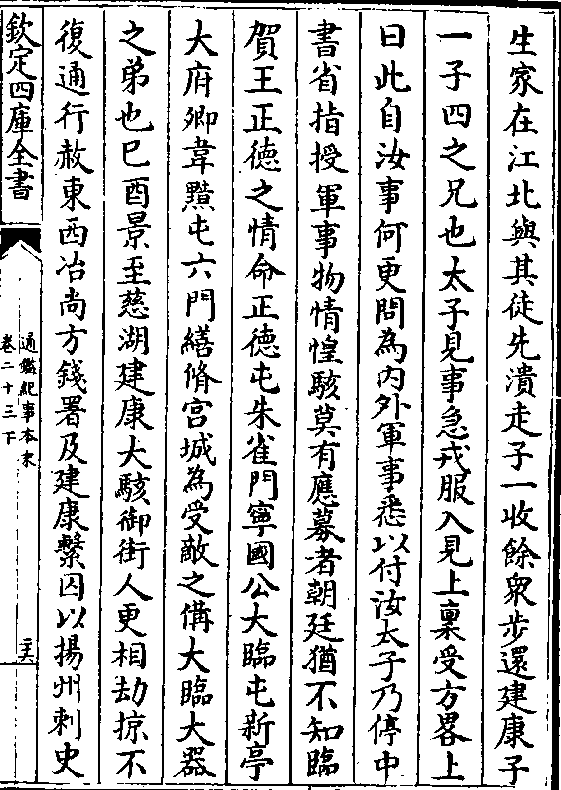 生家在江北與其徒先潰走子一收餘衆步還建康子
一子四之兄也太子見事急戎服入見上稟受方畧上
曰此自汝事何更問為内外軍事悉以付汝太子乃停中
書省指授軍事物情惶駭莫有應募者朝廷猶不知臨
賀王正德之情命正德屯朱雀門寧國公大臨屯新亭
大府卿韋黯屯六門繕脩宫城為受敵之備大臨大器
之弟也巳酉景至慈湖建康大駭御街人更相劫掠不
復通行赦東西冶尚方錢署及建康繫囚以揚州刺史
欽定四庫全書
通鑑紀事本末
卷二十三下
二六